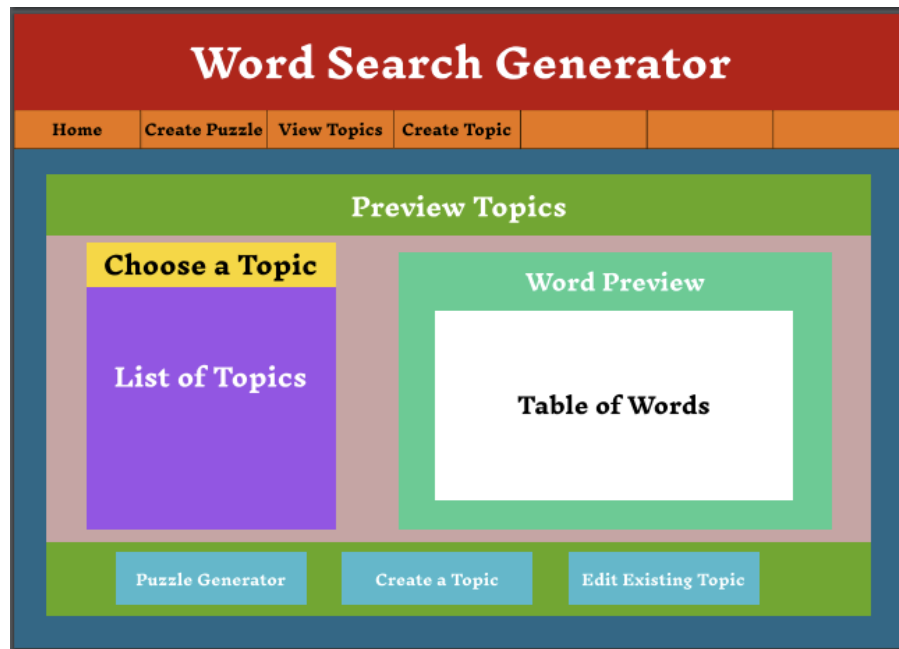 Word Search Generator
Home
Create Puzzle
View Topics
Create Topic
Preview Topics
Choose a Topic
List of Topics
Word Preview
Table of Words
Puzzle Generator
Create a Topic
Edit Existing Topic